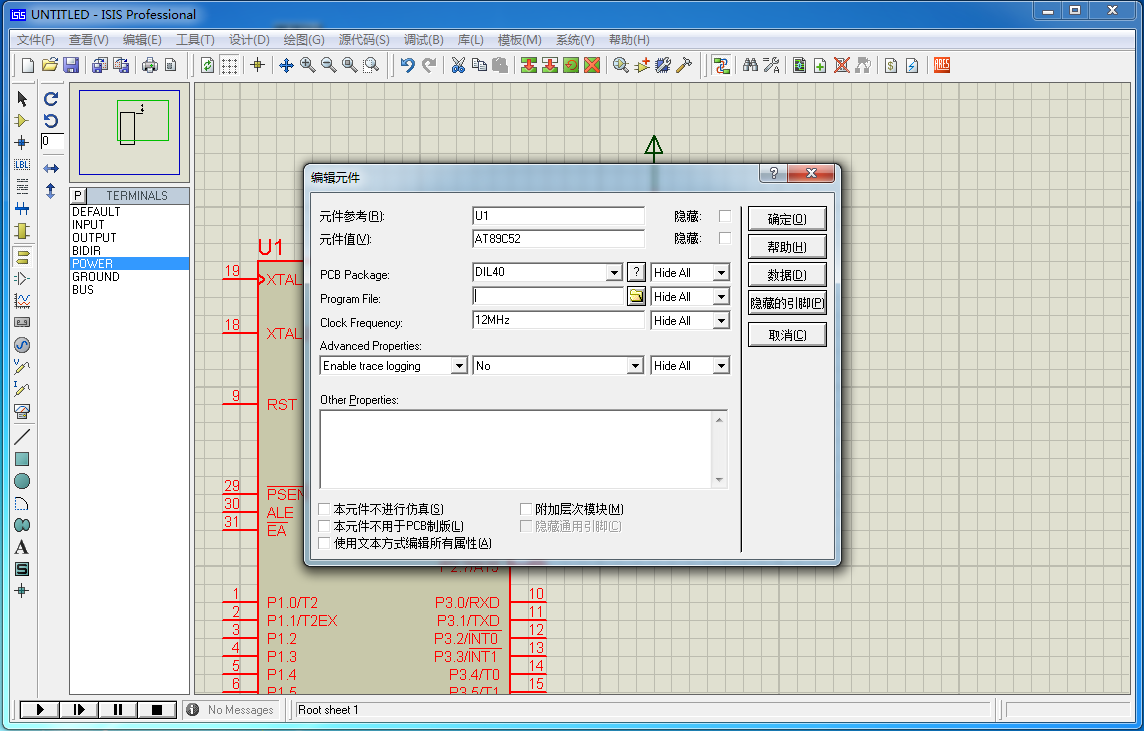 UNTITLED - ISIS Professional
文件(F) 查看(V) 编辑(E) 工具(T) 设计(D) 绘图(G) 源代码(S) 调试(B) 库(L) 模板(M) 系统(Y) 帮助(H)
ARES
LBL
0
P TERMINALS
DEFAULT
INPUT
OUTPUT
BIDIR
POWER
GROUND
BUS
A
S
U1
19 XTAL
18 XTAL
9 RST
29 PSEN
30 ALE
31 EA
编辑元件
元件参考(R): U1 隐藏: 确定(O)
元件值(V): AT89C52 隐藏: 帮助(H)
PCB Package: DIL40 ? Hide All 数据(D)
Program File: Hide All 隐藏的引脚(P)
Clock Frequency: 12MHz Hide All 取消(C)
Advanced Properties:
Enable trace logging No Hide All
Other Properties:
本元件不进行仿真(S) 附加层次模块(M)
本元件不用于PCB制版(L) 隐藏通用引脚(C)
使用文本方式编辑所有属性(A)
P2.7/A15
1 P1.0/T2 P3.0/RXD 10
2 P1.1/T2EX P3.1/TXD 11
3 P1.2 P3.2/INT0 12
4 P1.3 P3.3/INT1 13
5 P1.4 P3.4/T0 14
6 P1.5 P3.5/T1 15
No Messages Root sheet 1